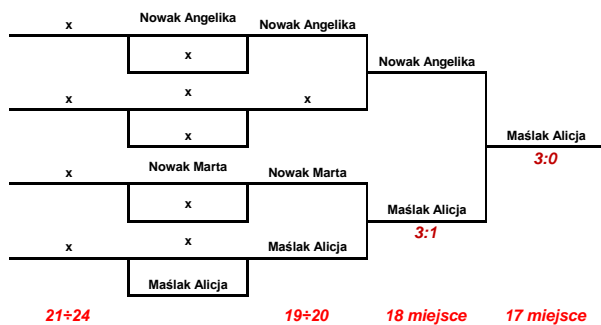 x Nowak Angelika Nowak Angelika
x
Nowak Angelika
x x x
x
Maślak Alicja
3:0
x Nowak Marta Nowak Marta
x
Maślak Alicja
3:1
x x Maślak Alicja
Maślak Alicja
21÷24 19÷20 18 miejsce 17 miejsce